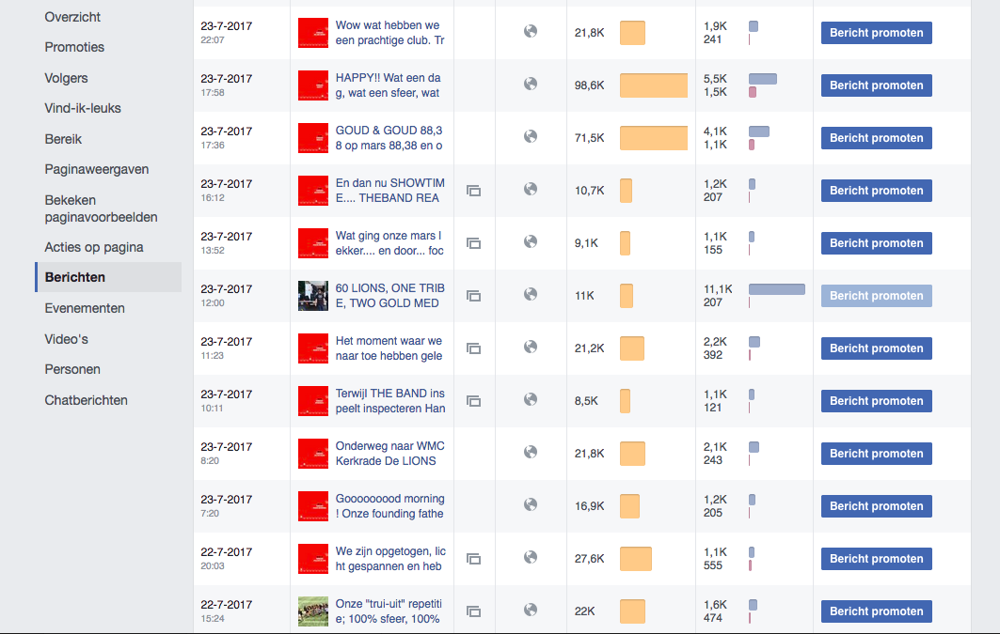 Overzicht
Promoties
Volgers
Vind-ik-leuks
Bereik
Paginaweergaven
Bekeken
paginavoorbeelden
Acties op pagina
Berichten
Evenementen
Video's
Personen
Chatberichten
23-7-2017
22:07
Wow wat hebben we
een prachtige club. Tr
21,8K
1,9K
241
Bericht promoten
23-7-2017
17:58
HAPPY!! Wat een da
g, wat een sfeer, wat
98,6K
5,5K
1,5K
Bericht promoten
23-7-2017
17:36
GOUD & GOUD 88,3
8 op mars 88,38 en o
71,5K
4,1K
1,1K
Bericht promoten
23-7-2017
16:12
En dan nu SHOWTIM
E.... THEBAND REA
10,7K
1,2K
207
Bericht promoten
23-7-2017
13:52
Wat ging onze mars l
ekker.... en door... foc
9,1K
1,1K
155
Bericht promoten
23-7-2017
12:00
60 LIONS, ONE TRIB
E, TWO GOLD MED
11K
11,1K
207
Bericht promoten
23-7-2017
11:23
Het moment waar we
naar toe hebben gele
21,2K
2,2K
392
Bericht promoten
23-7-2017
10:11
Terwijl THE BAND ins
peelt inspecteren Han
8,5K
1,1K
121
Bericht promoten
23-7-2017
8:20
Onderweg naar WMC
Kerkrade De LIONS
21,8K
2,1K
243
Bericht promoten
23-7-2017
7:20
Gooooooood morning
! Onze founding fathe
16,9K
1,2K
205
Bericht promoten
22-7-2017
20:03
We zijn opgetogen, lic
ht gespannen en heb
27,6K
1,1K
555
Bericht promoten
22-7-2017
15:24
Onze "trui-uit" repetiti
e; 100% sfeer, 100%
22K
1,6K
474
Bericht promoten